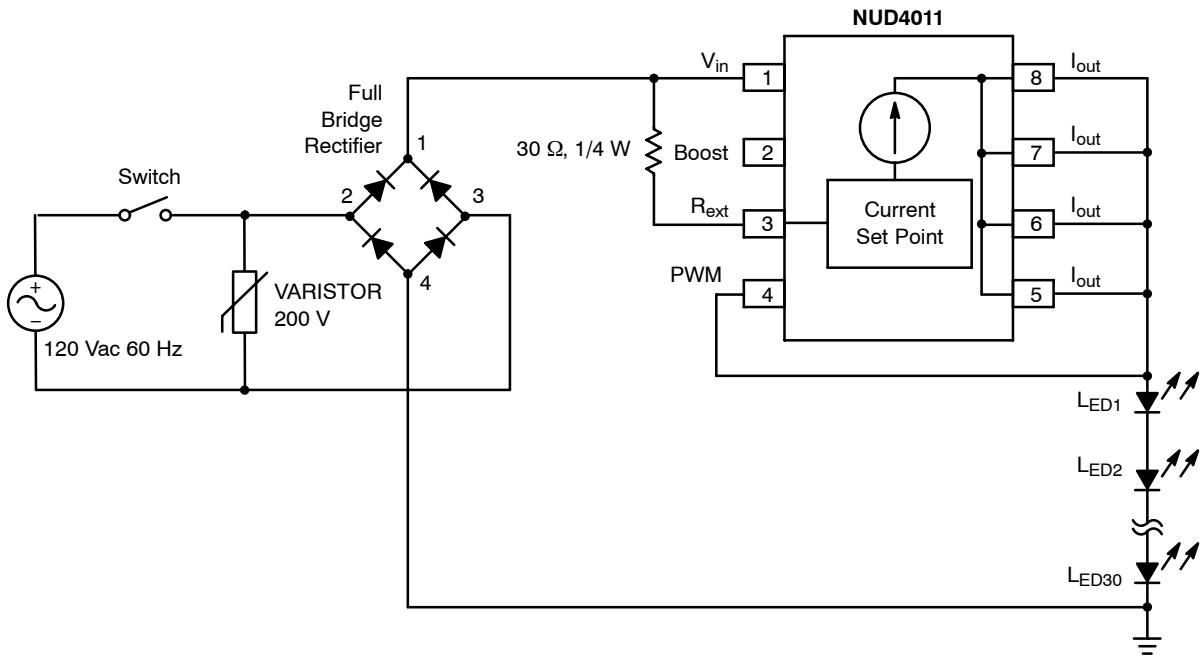 NUD4011
Full
Bridge
Rectifier
Switch
+
−
120 Vac 60 Hz
VARISTOR
200 V
1
2
3
4
30 Ω, 1/4 W
Vin
Boost
Rext
PWM
1
2
3
4
Current
Set Point
8
7
6
5
Iout
Iout
Iout
Iout
LED1
LED2
LED30